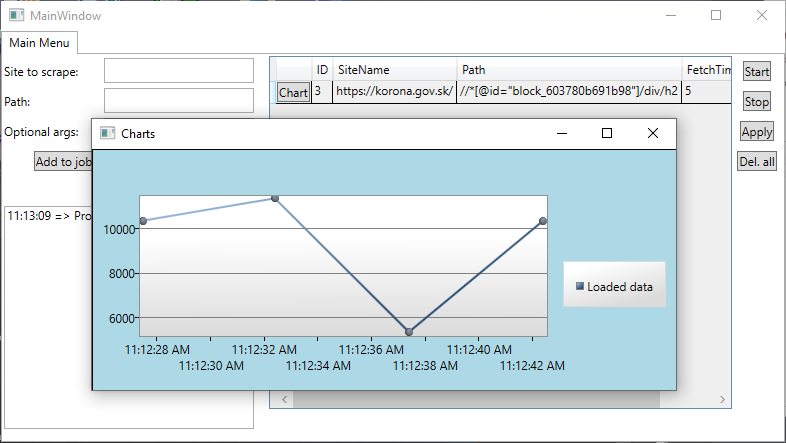 MainWindow
Main Menu
Site to scrape:
Path:
Optional args:
Add to job
11:13:09 => Pro
ID SiteName Path FetchTim
Chart 3 https://korona.gov.sk/ //*[@id="block_603780b691b98"]/div/h2 5
Start
Stop
Apply
Del. all
Charts
10000
8000
6000
11:12:28 AM 11:12:32 AM 11:12:36 AM 11:12:40 AM
11:12:30 AM 11:12:34 AM 11:12:38 AM 11:12:42 AM
Loaded data